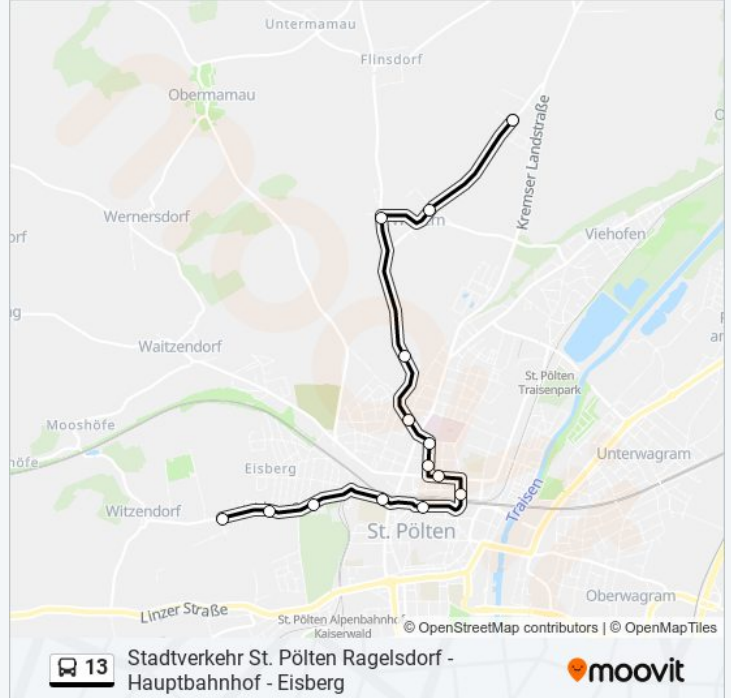 Untermamau
Flinsdorf
Obermamau
Kremser Landstraße
Wernersdorf
Viehofen
Waitzendorf
St. Pölten
Traisenpark
Mooshöfe
höfe
Eisberg
Unterwagram
Witzendorf
Traisen
St. Pölten
Oberwagram
Linzer Straße
St. Pölten Alpenbahnhof
Kaiserwald
© OpenStreetMap contributors | © OpenMapTiles
13
Stadtverkehr St. Pölten Ragelsdorf -
Hauptbahnhof - Eisberg
moovit